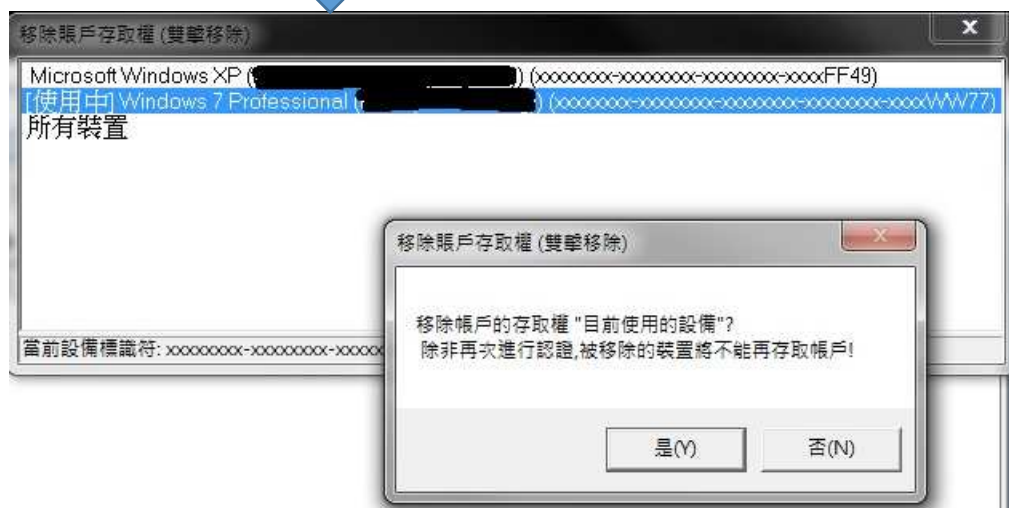 移除賬戶存取權 (雙擊移除)
Microsoft Windows XP ( ) (xxxxxxxx-xxxxxxxx-xxxxxxxx-xxxxFF49)
[使用中] Windows 7 Professional ( ) (xxxxxxxx-xxxxxxxx-xxxxxxxx-xxxxxxxx-xxxxWW77)
所有裝置
當前設備標識符: xxxxxxxx-xxxxxxxx-xxxxx
移除賬戶存取權 (雙擊移除)
移除帳戶的存取權 "目前使用的設備"?
除非再次進行認證,被移除的裝置將不能再存取帳戶!
是(Y)
否(N)